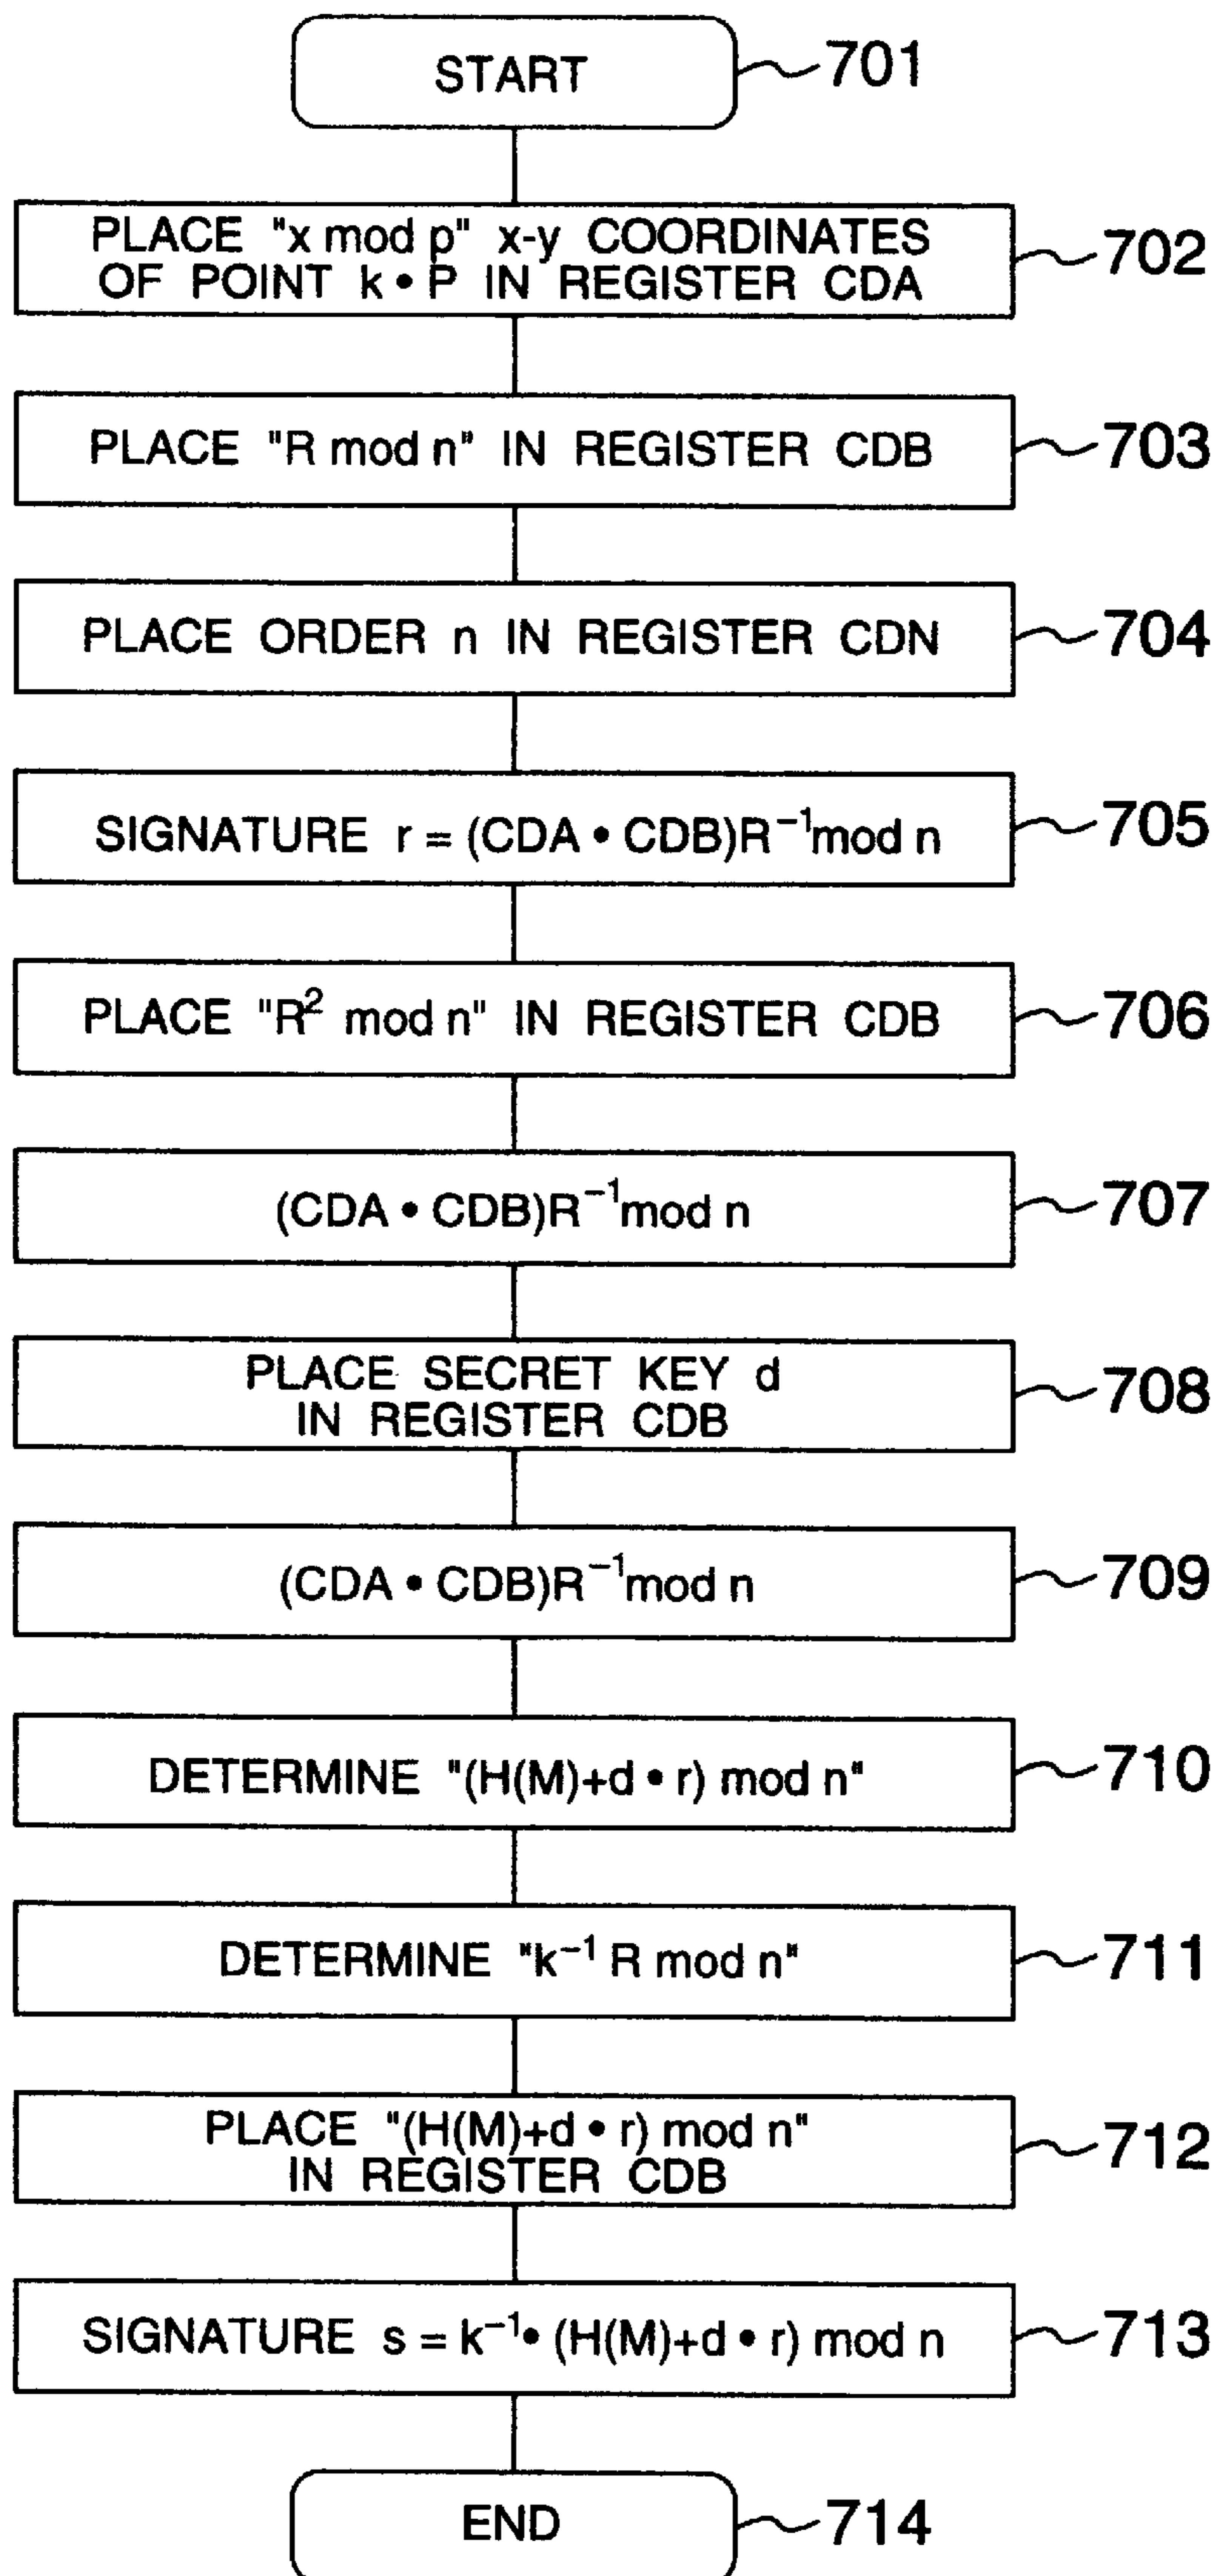 START
701
PLACE "x mod p" x-y COORDINATES
OF POINT k • P IN REGISTER CDA
702
PLACE "R mod n" IN REGISTER CDB
703
PLACE ORDER n IN REGISTER CDN
704
SIGNATURE r = (CDA • CDB)R⁻¹mod n
705
PLACE "R² mod n" IN REGISTER CDB
706
(CDA • CDB)R⁻¹mod n
707
PLACE SECRET KEY d
IN REGISTER CDB
708
(CDA • CDB)R⁻¹mod n
709
DETERMINE "(H(M)+d • r) mod n"
710
DETERMINE "k⁻¹ R mod n"
711
PLACE "(H(M)+d • r) mod n"
IN REGISTER CDB
712
SIGNATURE s = k⁻¹• (H(M)+d • r) mod n
713
END
714